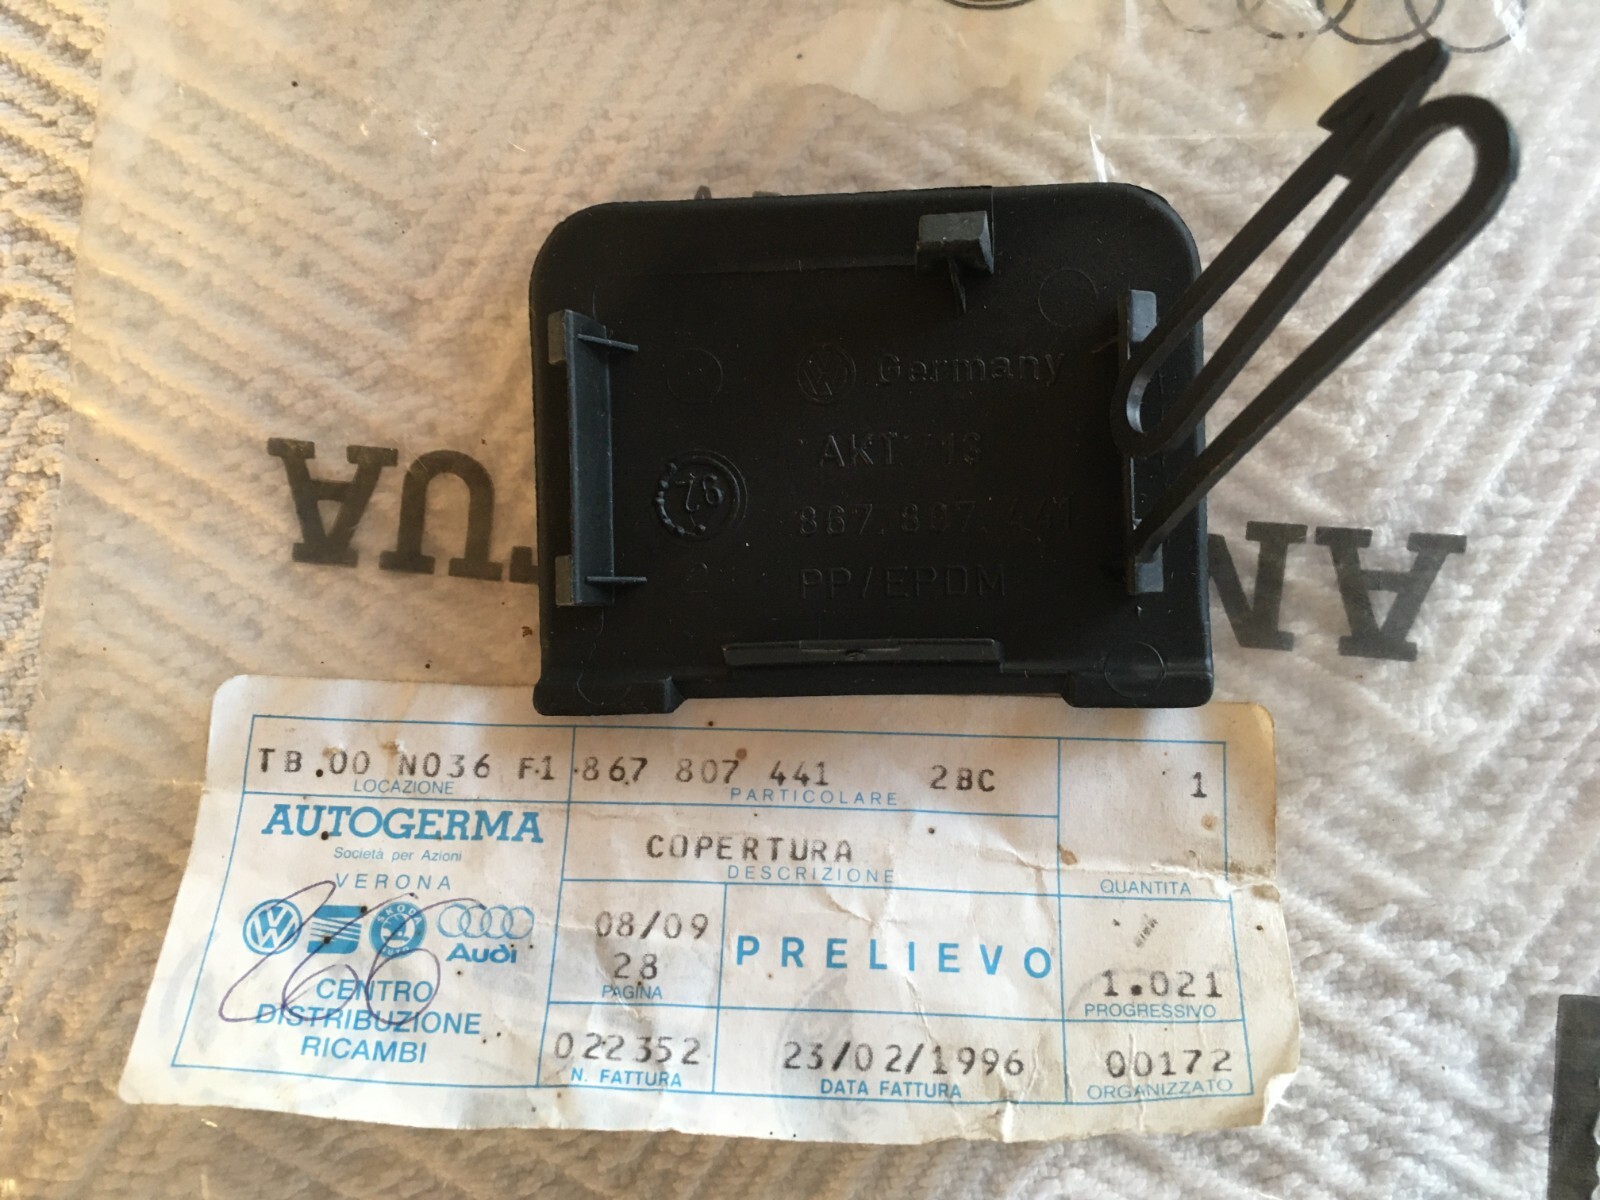 Germany
AKT 13
867.807.441
PP/EPDM
TB.00 N036 F1
LOCAZIONE
867 807 441 2BC
PARTICOLARE
1
QUANTITA
AUTOGERMA
Società per Azioni
VERONA
COPERTURA
DESCRIZIONE
SKODA
Audi
CENTRO
DISTRIBUZIONE
RICAMBI
08/09
28
PAGINA
PRELIEVO
1.021
PROGRESSIVO
022352
N. FATTURA
23/02/1996
DATA FATTURA
00172
ORGANIZZATO